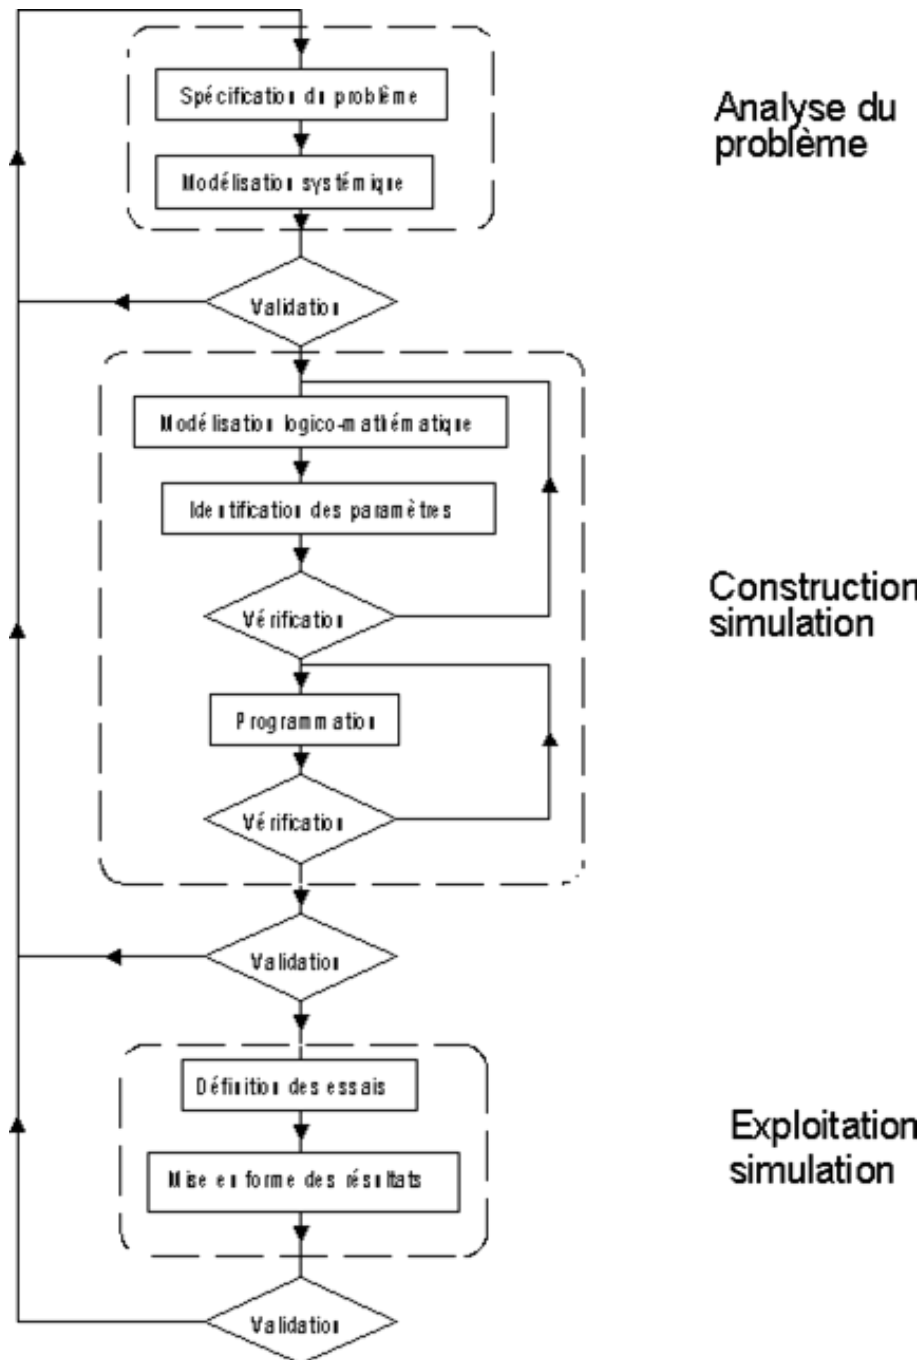 Spécification du problème
Analyse du
problème
Modélisation systémique
Validation
Modélisation logico-mathématique
Identification des paramètres
Construction
simulation
Vérification
Programmation
Vérification
Validation
Définition des essais
Exploitation
simulation
Mise en forme des résultats
Validation